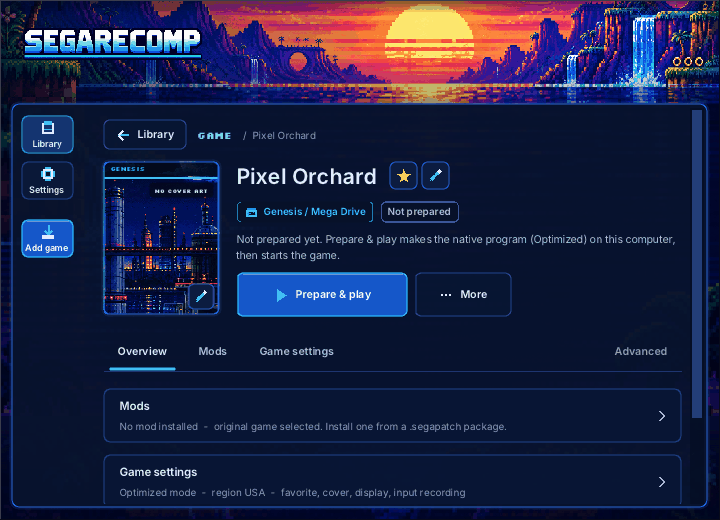 SEGARECOMP
Library
Settings
Add game
Library
GAME / Pixel Orchard
GENESIS
NO COVER ART
Pixel Orchard
Genesis / Mega Drive
Not prepared
Not prepared yet. Prepare & play makes the native program (Optimized) on this computer,
then starts the game.
Prepare & play
··· More
Overview
Mods
Game settings
Advanced
Mods
No mod installed - original game selected. Install one from a .segapatch package.
Game settings
Optimized mode - region USA - favorite, cover, display, input recording